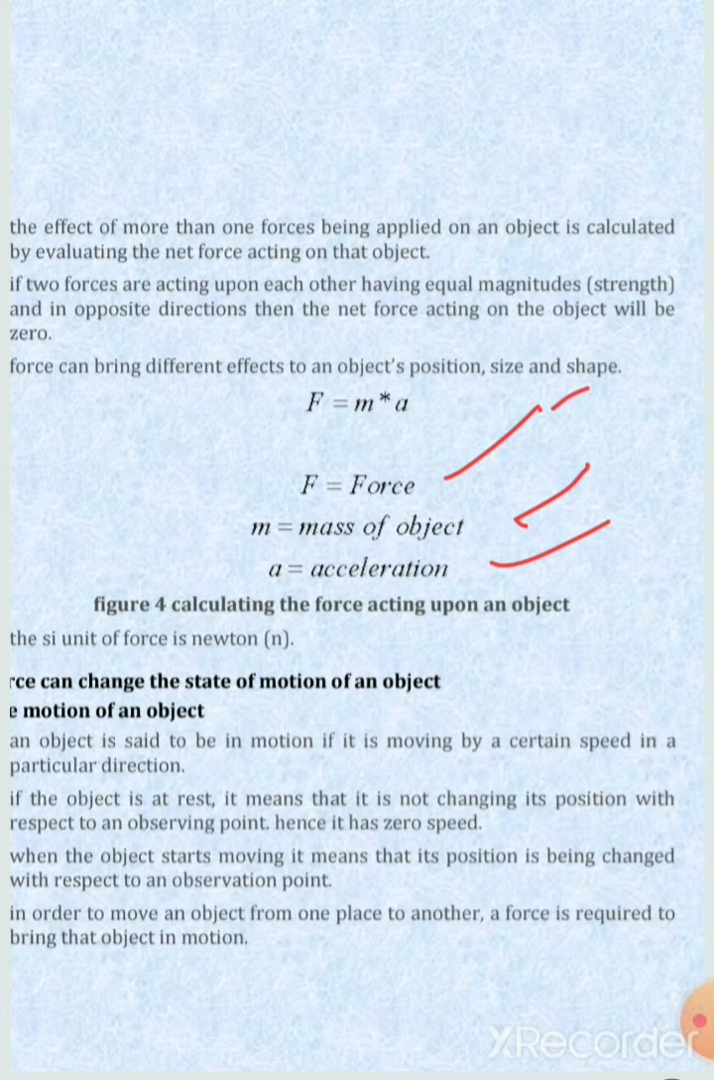 the effect of more than one forces being applied on an object is calculated
by evaluating the net force acting on that object.
if two forces are acting upon each other having equal magnitudes (strength)
and in opposite directions then the net force acting on the object will be
zero.
force can bring different effects to an object's position, size and shape.
F = m * a
F = Force
m = mass of object
a = acceleration
figure 4 calculating the force acting upon an object
the si unit of force is newton (n).
rce can change the state of motion of an object
e motion of an object
an object is said to be in motion if it is moving by a certain speed in a
particular direction.
if the object is at rest, it means that it is not changing its position with
respect to an observing point. hence it has zero speed.
when the object starts moving it means that its position is being changed
with respect to an observation point.
in order to move an object from one place to another, a force is required to
bring that object in motion.
XRecorder